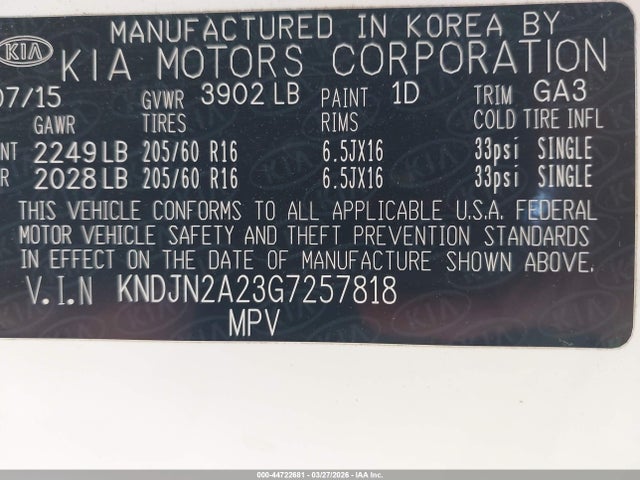 MANUFACTURED IN KOREA BY
KIA KIA MOTORS CORPORATION
07/15 GVWR 3902 LB PAINT 1D TRIM GA3
GAWR TIRES RIMS COLD TIRE INFL
NT 2249 LB 205/60 R16 6.5JX16 33psi SINGLE
R 2028 LB 205/60 R16 6.5JX16 33psi SINGLE
THIS VEHICLE CONFORMS TO ALL APPLICABLE U.S.A. FEDERAL
MOTOR VEHICLE SAFETY AND THEFT PREVENTION STANDARDS
IN EFFECT ON THE DATE OF MANUFACTURE SHOWN ABOVE.
V.I.N KNDJN2A23G7257818
MPV
000-44722681 - 03/27/2026 - IAA Inc.